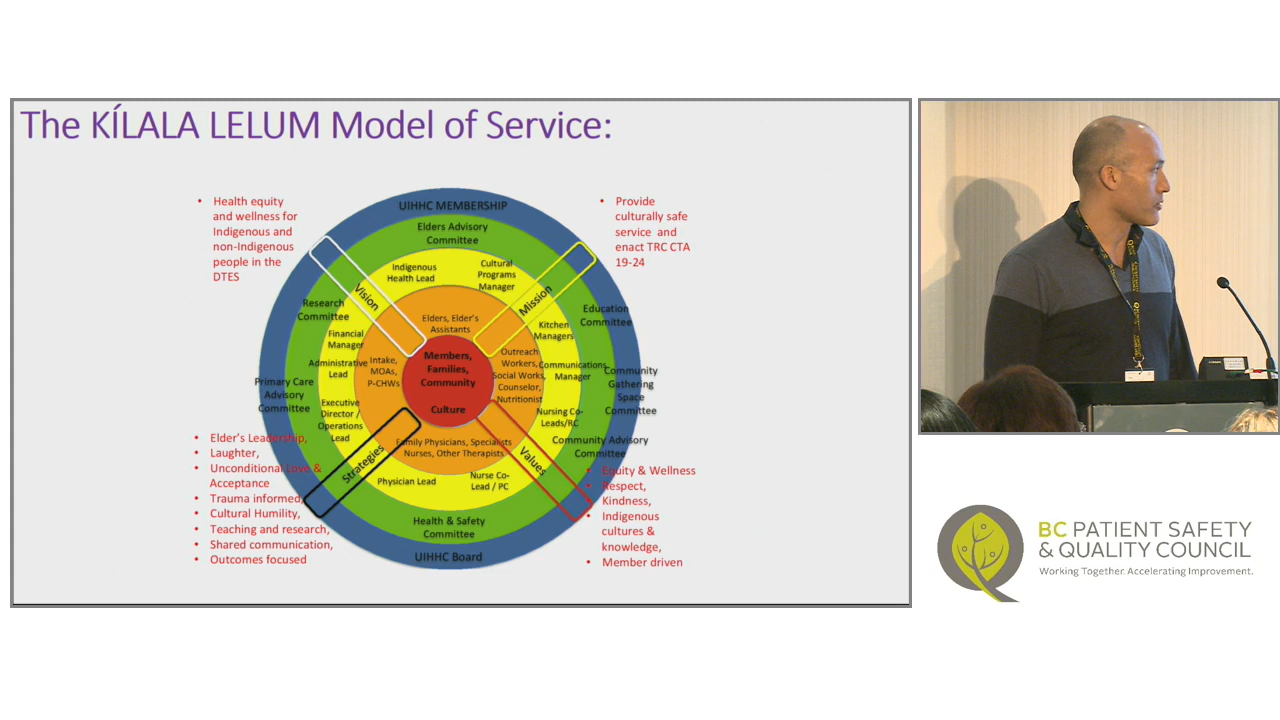 The KÍLALA LELUM Model of Service:
• Health equity
and wellness for
Indigenous and
non-Indigenous
people in the
DTES
• Provide
culturally safe
service and
enact TRC CTA
19-24
UIHHC MEMBERSHIP
Elders Advisory
Committee
Indigenous
Health Lead
Cultural
Programs
Manager
Vision
Mission
Research
Committee
Education
Committee
Elders, Elder's
Assistants
Kitchen
Managers
Financial
Manager
Administrative
Lead
Intake,
MOAs,
P-CHWs
Members,
Families,
Community
Culture
Outreach
Workers,
Social Works,
Counselor,
Nutritionist
Communications
Manager
Community
Gathering
Space
Committee
Primary Care
Advisory
Committee
Executive
Director /
Operations
Lead
Nursing Co-
Leads/RC
Community Advisory
Committee
Family Physicians, Specialists
Nurses, Other Therapists
Strategies
Values
Physician Lead
Nurse Co-
Lead / PC
Health & Safety
Committee
UIHHC Board
• Elder's Leadership,
• Laughter,
• Unconditional Love &
Acceptance
• Trauma informed,
• Cultural Humility,
• Teaching and research,
• Shared communication,
• Outcomes focused
• Equity & Wellness
• Respect,
• Kindness,
• Indigenous
cultures &
knowledge,
• Member driven
BC PATIENT SAFETY
& QUALITY COUNCIL
Working Together. Accelerating Improvement.